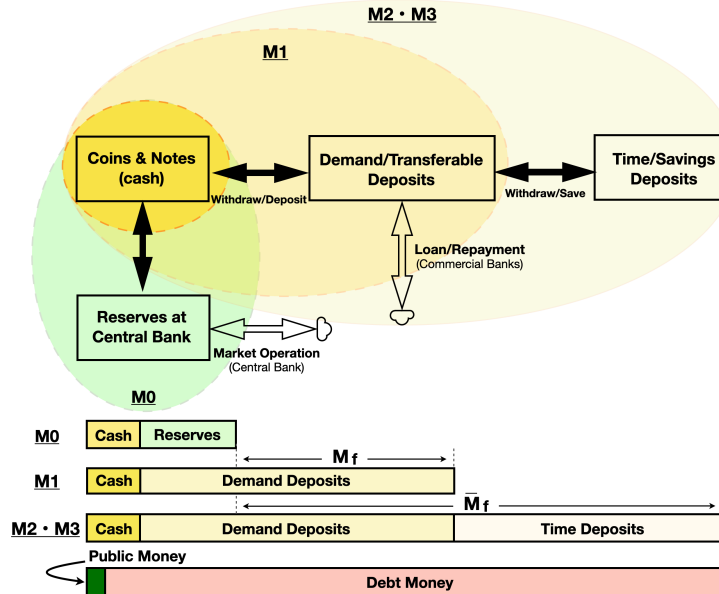 M2・M3
M1
Coins & Notes
(cash)
Demand/Transferable
Deposits
Time/Savings
Deposits
Withdraw/Deposit
Withdraw/Save
Loan/Repayment
(Commercial Banks)
Reserves at
Central Bank
Market Operation
(Central Bank)
M0
M0
Cash
Reserves
M f
M1
Cash
Demand Deposits
M̅ f
M2・M3
Cash
Demand Deposits
Time Deposits
Public Money
Debt Money